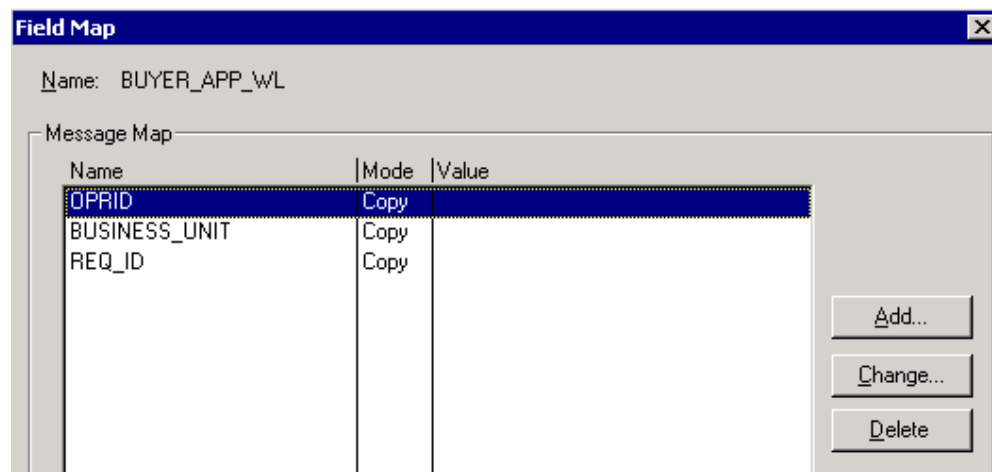 Field Map
Name: BUYER_APP_WL
Message Map
Name Mode Value
OPRID Copy
BUSINESS_UNIT Copy
REQ_ID Copy
Add...
Change...
Delete